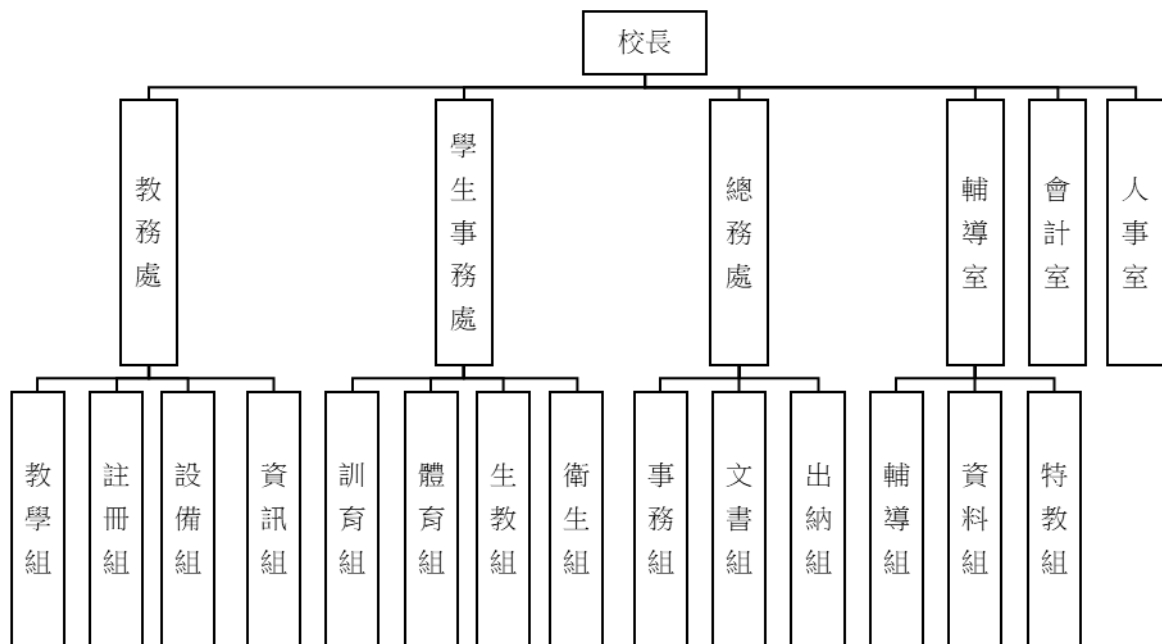 校長
教務處
學生事務處
總務處
輔導室
會計室
人事室
教學組
註冊組
設備組
資訊組
訓育組
體育組
生教組
衛生組
事務組
文書組
出納組
輔導組
資料組
特教組